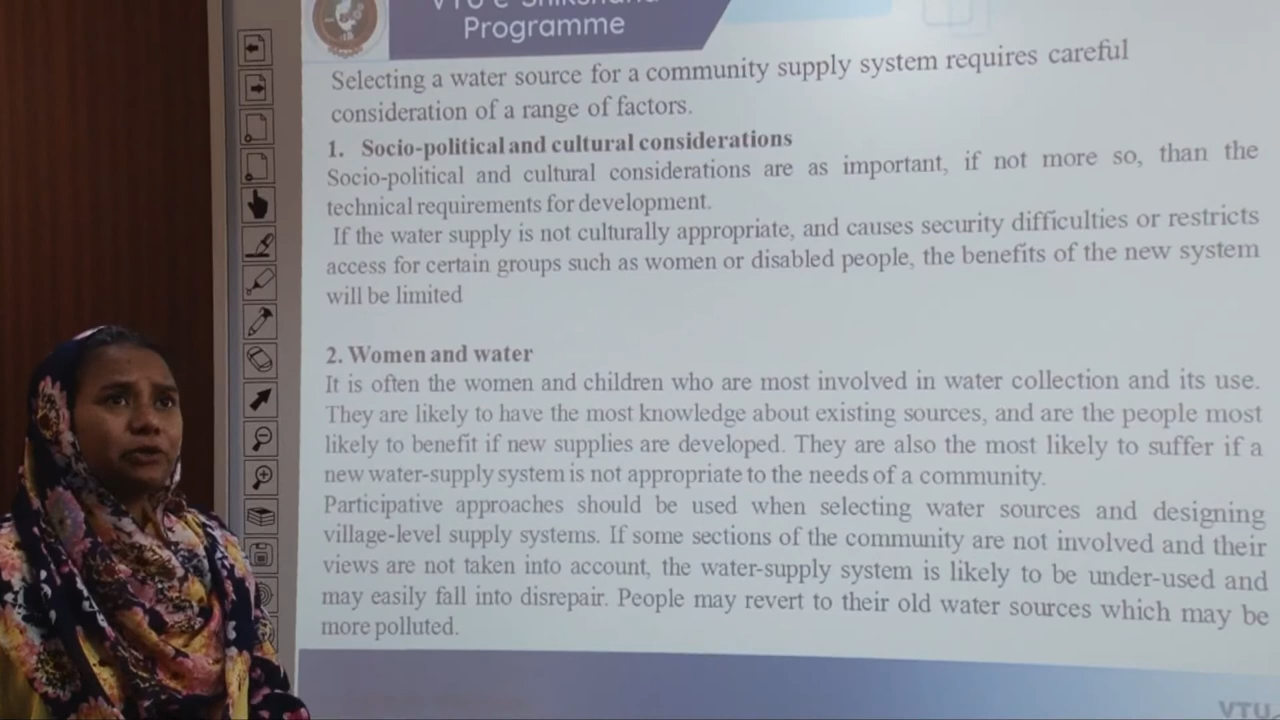 VTU e-Shikshana
Programme
Selecting a water source for a community supply system requires careful
consideration of a range of factors.
1. Socio-political and cultural considerations
Socio-political and cultural considerations are as important, if not more so, than the
technical requirements for development.
If the water supply is not culturally appropriate, and causes security difficulties or restricts
access for certain groups such as women or disabled people, the benefits of the new system
will be limited
2. Women and water
It is often the women and children who are most involved in water collection and its use.
They are likely to have the most knowledge about existing sources, and are the people most
likely to benefit if new supplies are developed. They are also the most likely to suffer if a
new water-supply system is not appropriate to the needs of a community.
Participative approaches should be used when selecting water sources and designing
village-level supply systems. If some sections of the community are not involved and their
views are not taken into account, the water-supply system is likely to be under-used and
may easily fall into disrepair. People may revert to their old water sources which may be
more polluted.
VTU